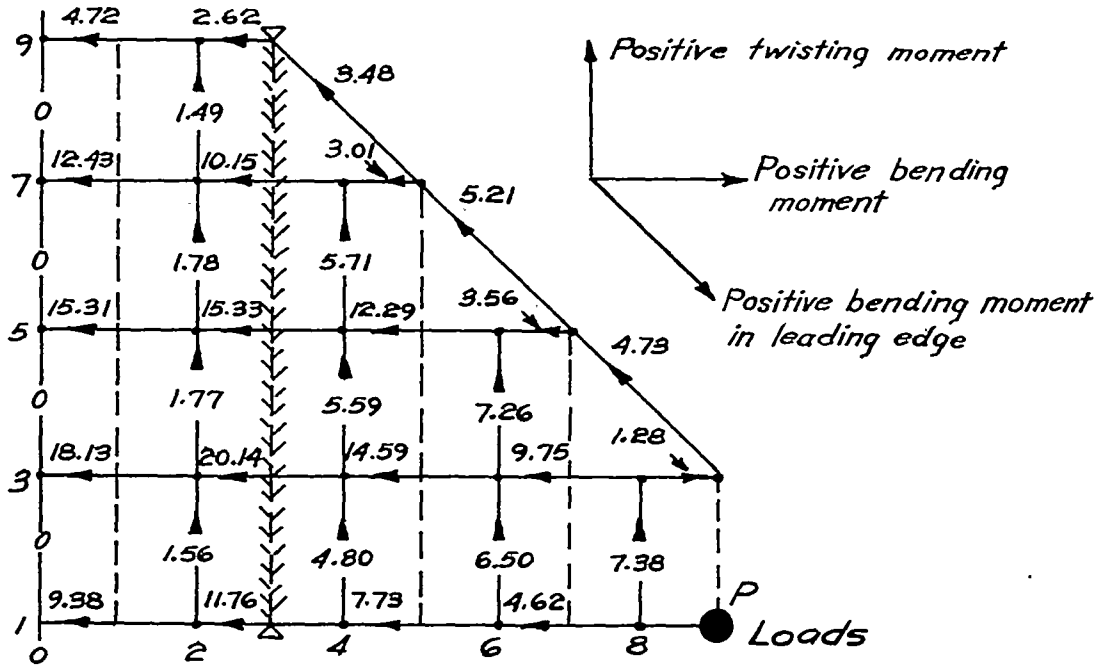 4.72 2.62
9
3.48
Positive twisting moment
0 1.49
3.01
12.43 10.15
Positive bending
moment
7
5.21
0 1.78 5.71
Positive bending moment
in leading edge
15.31 15.33 12.29 3.56
5
4.73
0 1.77 5.59 7.26
1.28
18.13 20.14 14.59 9.75
3
0 1.56 4.80 6.50 7.38
9.38 11.76 7.73 4.62 P
1 Loads
0 2 4 6 8